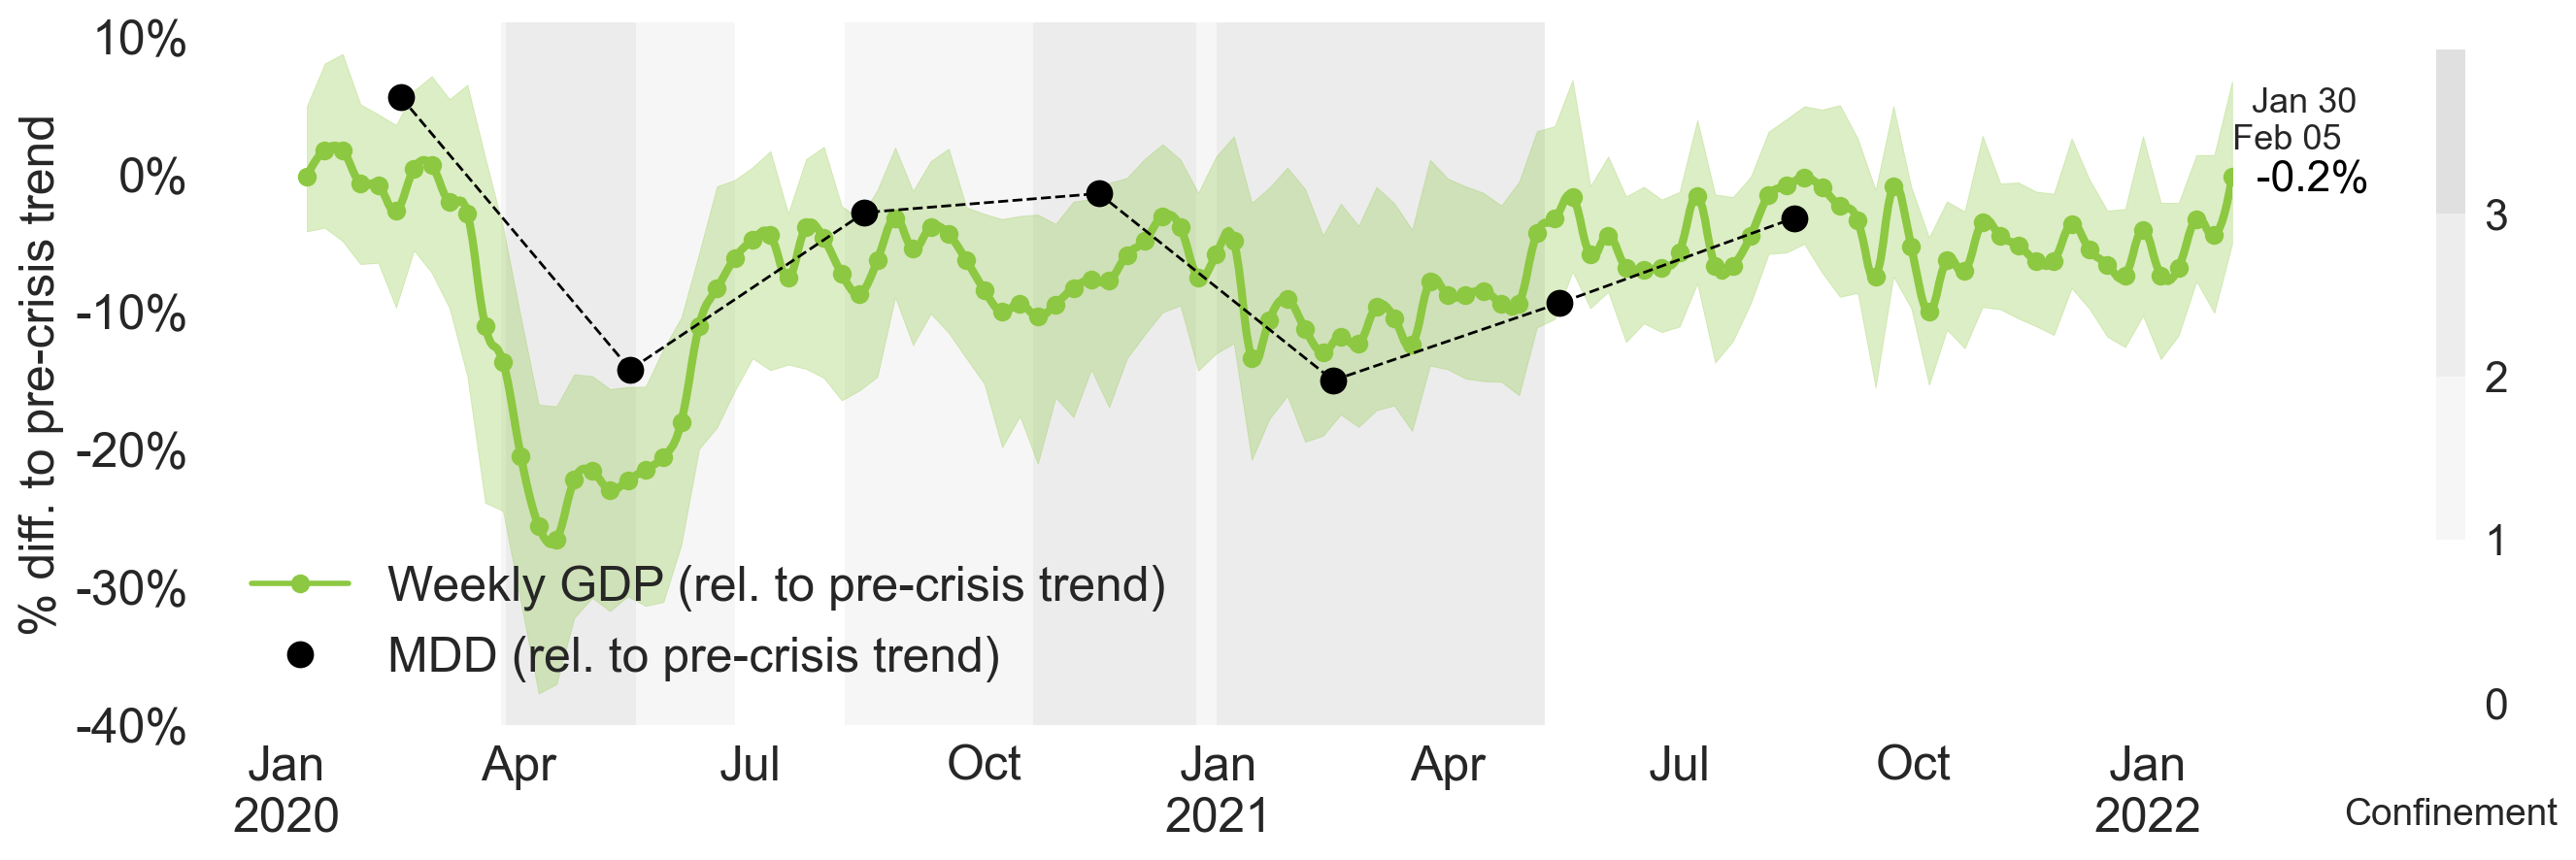 % diff. to pre-crisis trend
10%
0%
-10%
-20%
-30%
-40%
Weekly GDP (rel. to pre-crisis trend)
MDD (rel. to pre-crisis trend)
Jan 30
Feb 05
-0.2%
3
2
1
0
Jan Apr Jul Oct Jan Apr Jul Oct Jan
2020 2021 2022
Confinement